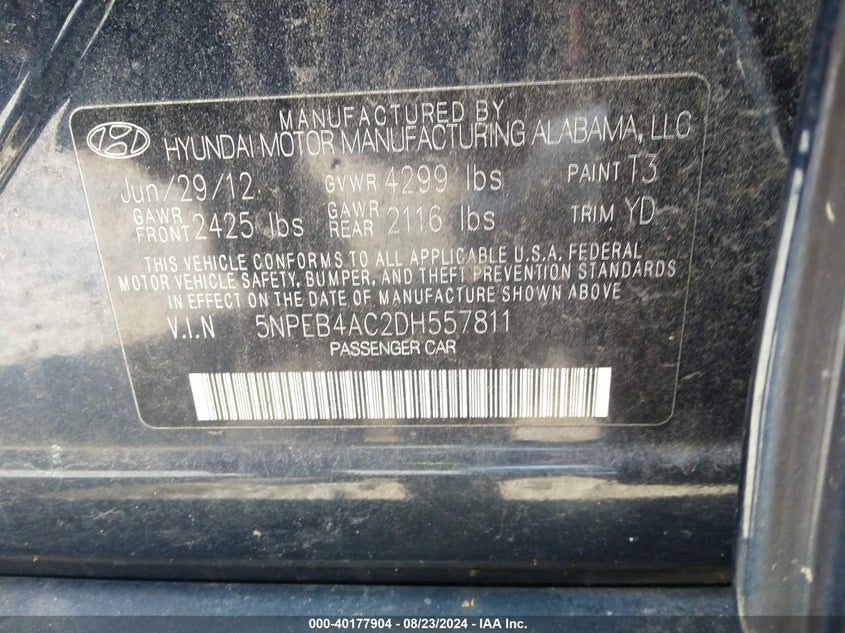 MANUFACTURED BY
HYUNDAI MOTOR MANUFACTURING ALABAMA, LLC
Jun/29/12 GVWR 4299 lbs PAINT T3
GAWR FRONT 2425 lbs GAWR REAR 2116 lbs TRIM YD
THIS VEHICLE CONFORMS TO ALL APPLICABLE U.S.A. FEDERAL
MOTOR VEHICLE SAFETY, BUMPER, AND THEFT PREVENTION STANDARDS
IN EFFECT ON THE DATE OF MANUFACTURE SHOWN ABOVE.
V.I.N 5NPEB4AC2DH557811
PASSENGER CAR
000-40177904 - 08/23/2024 - IAA Inc.